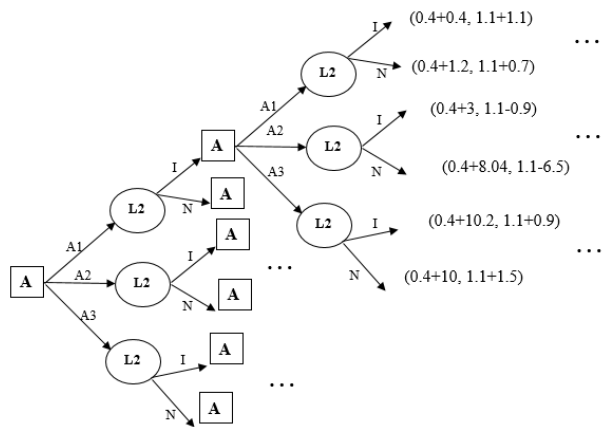 I (0.4+0.4, 1.1+1.1)
L2 ...
N (0.4+1.2, 1.1+0.7)
A1
I (0.4+3, 1.1-0.9)
A A2 L2 ...
I N (0.4+8.04, 1.1-6.5)
A3
L2 N A
L2 I (0.4+10.2, 1.1+0.9)
A1 I A ...
N (0.4+10, 1.1+1.5)
A A2 L2 ...
N A
A3
L2 I A
...
N A